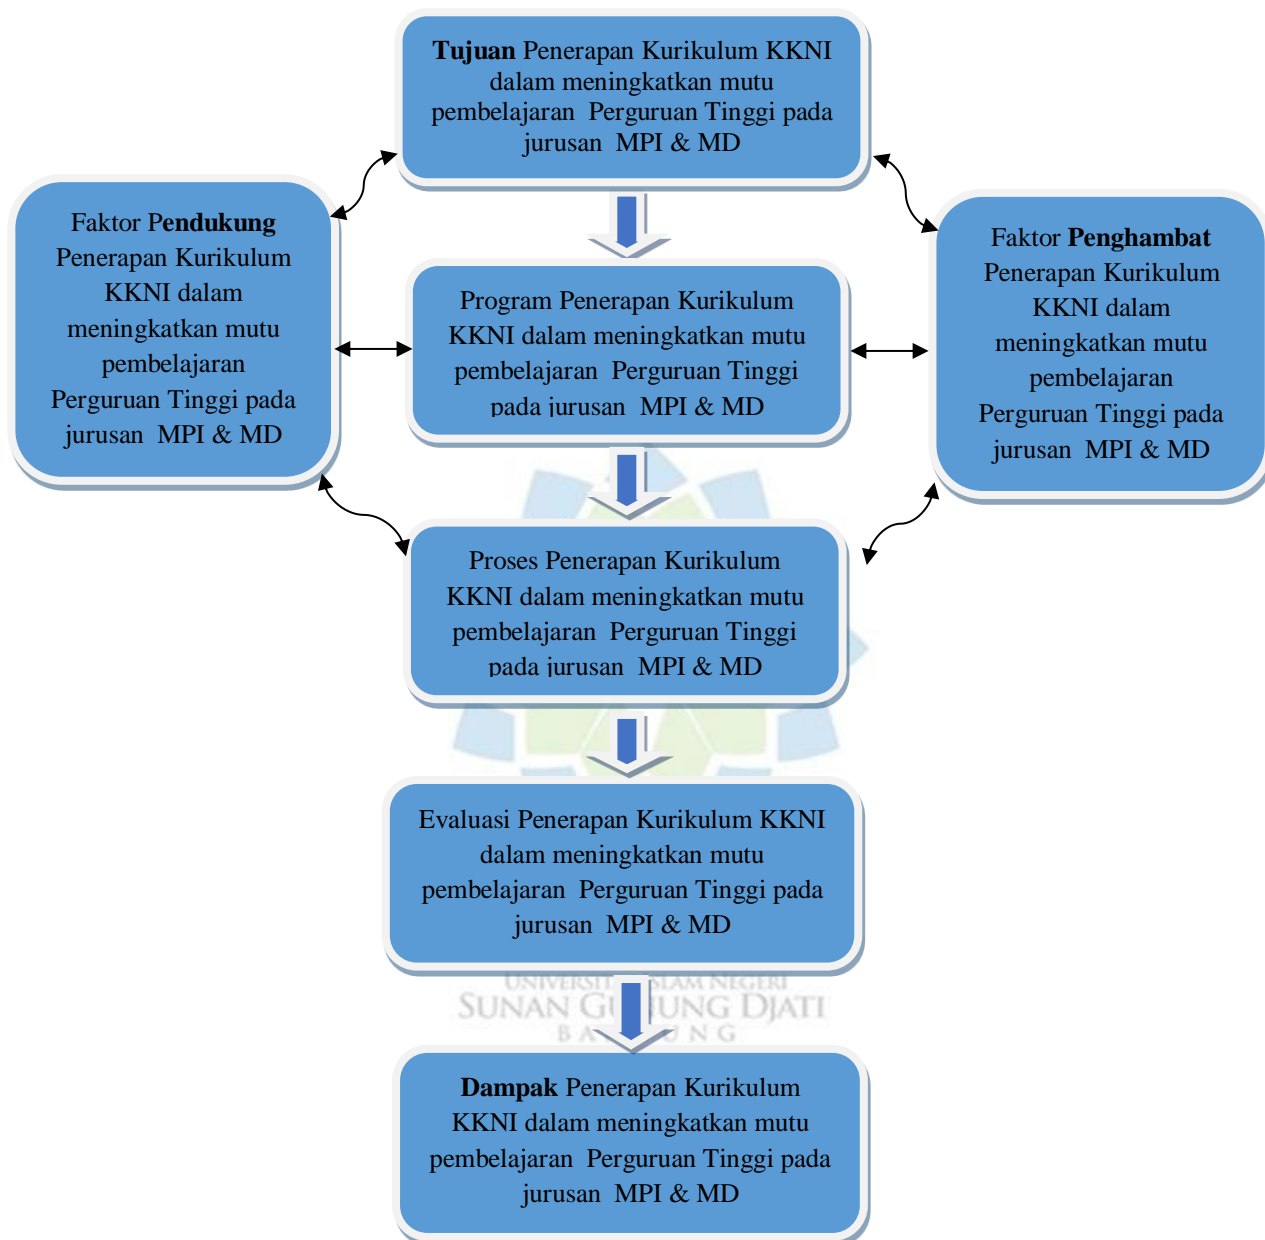 Tujuan Penerapan Kurikulum KKNI
dalam meningkatkan mutu
pembelajaran Perguruan Tinggi pada
jurusan MPI & MD
Faktor Pendukung
Penerapan Kurikulum
KKNI dalam
meningkatkan mutu
pembelajaran
Perguruan Tinggi pada
jurusan MPI & MD
Program Penerapan Kurikulum
KKNI dalam meningkatkan mutu
pembelajaran Perguruan Tinggi
pada jurusan MPI & MD
Faktor Penghambat
Penerapan Kurikulum
KKNI dalam
meningkatkan mutu
pembelajaran
Perguruan Tinggi pada
jurusan MPI & MD
Proses Penerapan Kurikulum
KKNI dalam meningkatkan mutu
pembelajaran Perguruan Tinggi
pada jurusan MPI & MD
Evaluasi Penerapan Kurikulum KKNI
dalam meningkatkan mutu
pembelajaran Perguruan Tinggi pada
jurusan MPI & MD
ISLAM NEGERI
SUNAN GUNUNG DJATI
Dampak Penerapan Kurikulum
KKNI dalam meningkatkan mutu
pembelajaran Perguruan Tinggi pada
jurusan MPI & MD